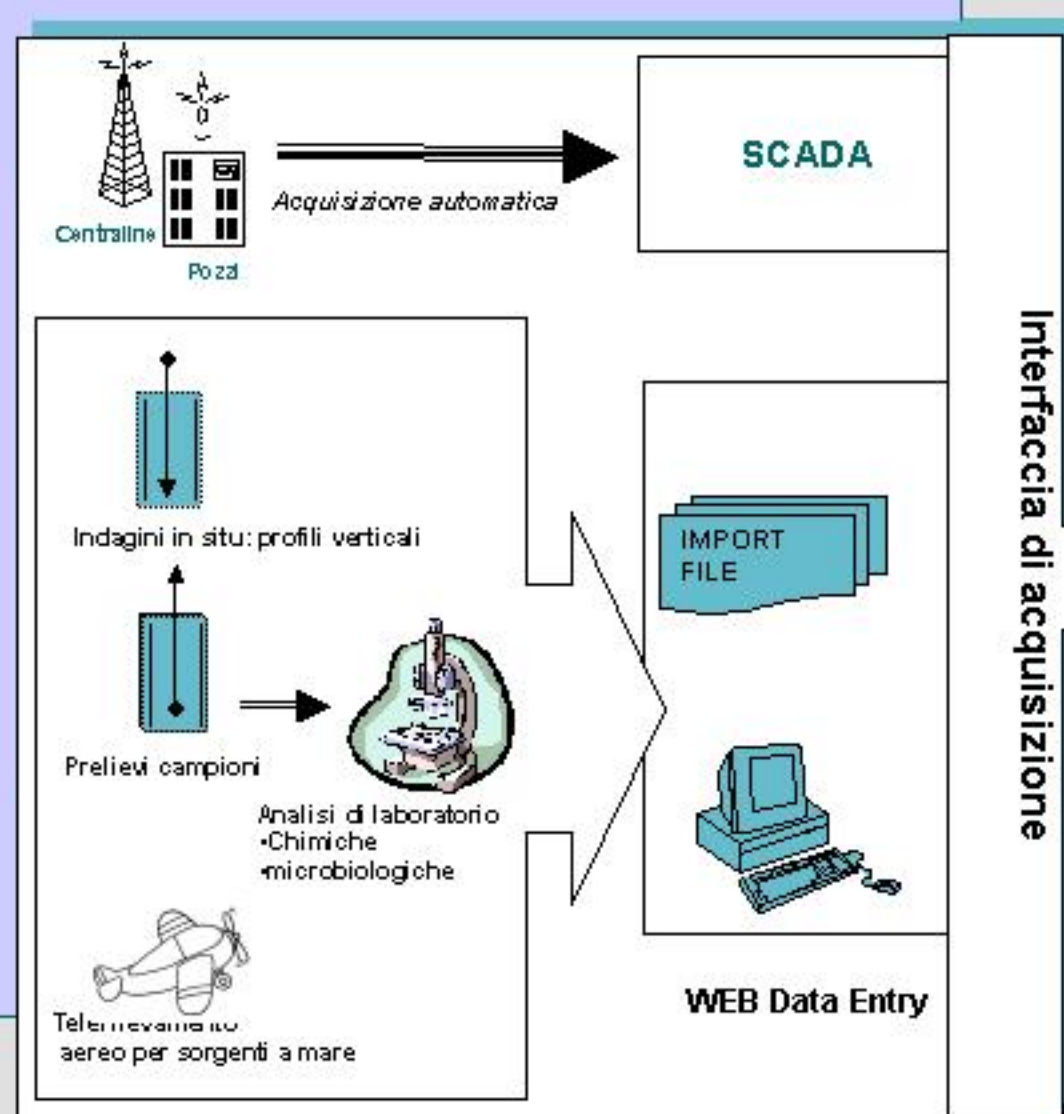 SCADA
Acquisizione automatica
Centraline
Pozzi
Indagini in situ: profili verticali
IMPORT
FILE
Prelievi campioni
Analisi di laboratorio
•Chimiche
•microbiologiche
WEB Data Entry
aereo per sorgenti a mare
Interfaccia di acquisizione